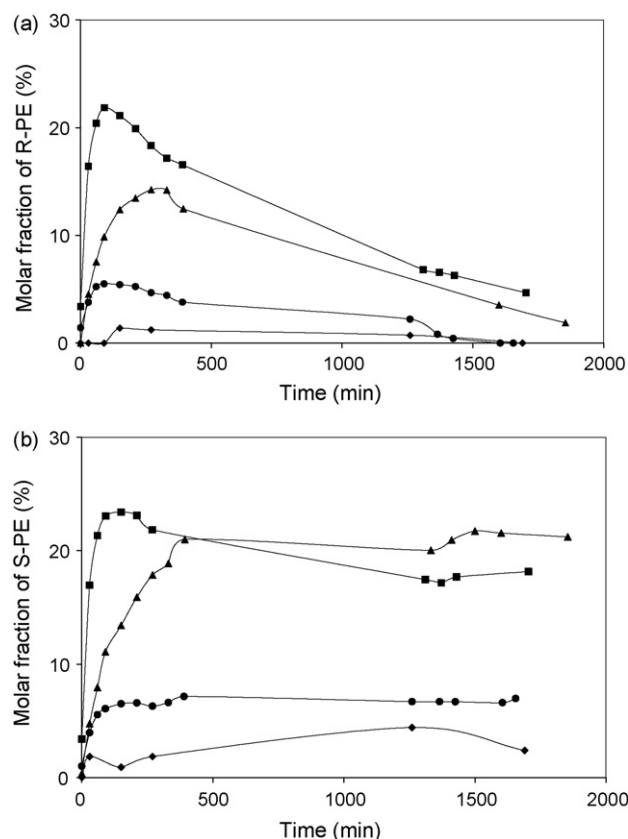 (a)
30
20
10
0
Molar fraction of R-PE (%)
0 500 1000 1500 2000
Time (min)
(b)
30
20
10
0
Molar fraction of S-PE (%)
0 500 1000 1500 2000
Time (min)